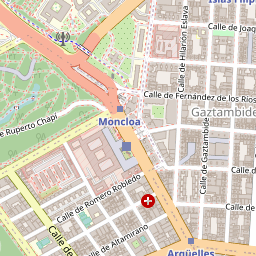 Islas Filip
Calle de Joaq
Calle de Hilarión Eslava
Calle de Fernández de los Ríos
Gaztambide
Moncloa
de Ruperto Chapí
Calle de Gaztambide
Calle de Romero Robledo
Calle de Altamirano
Calle de
Argüelles